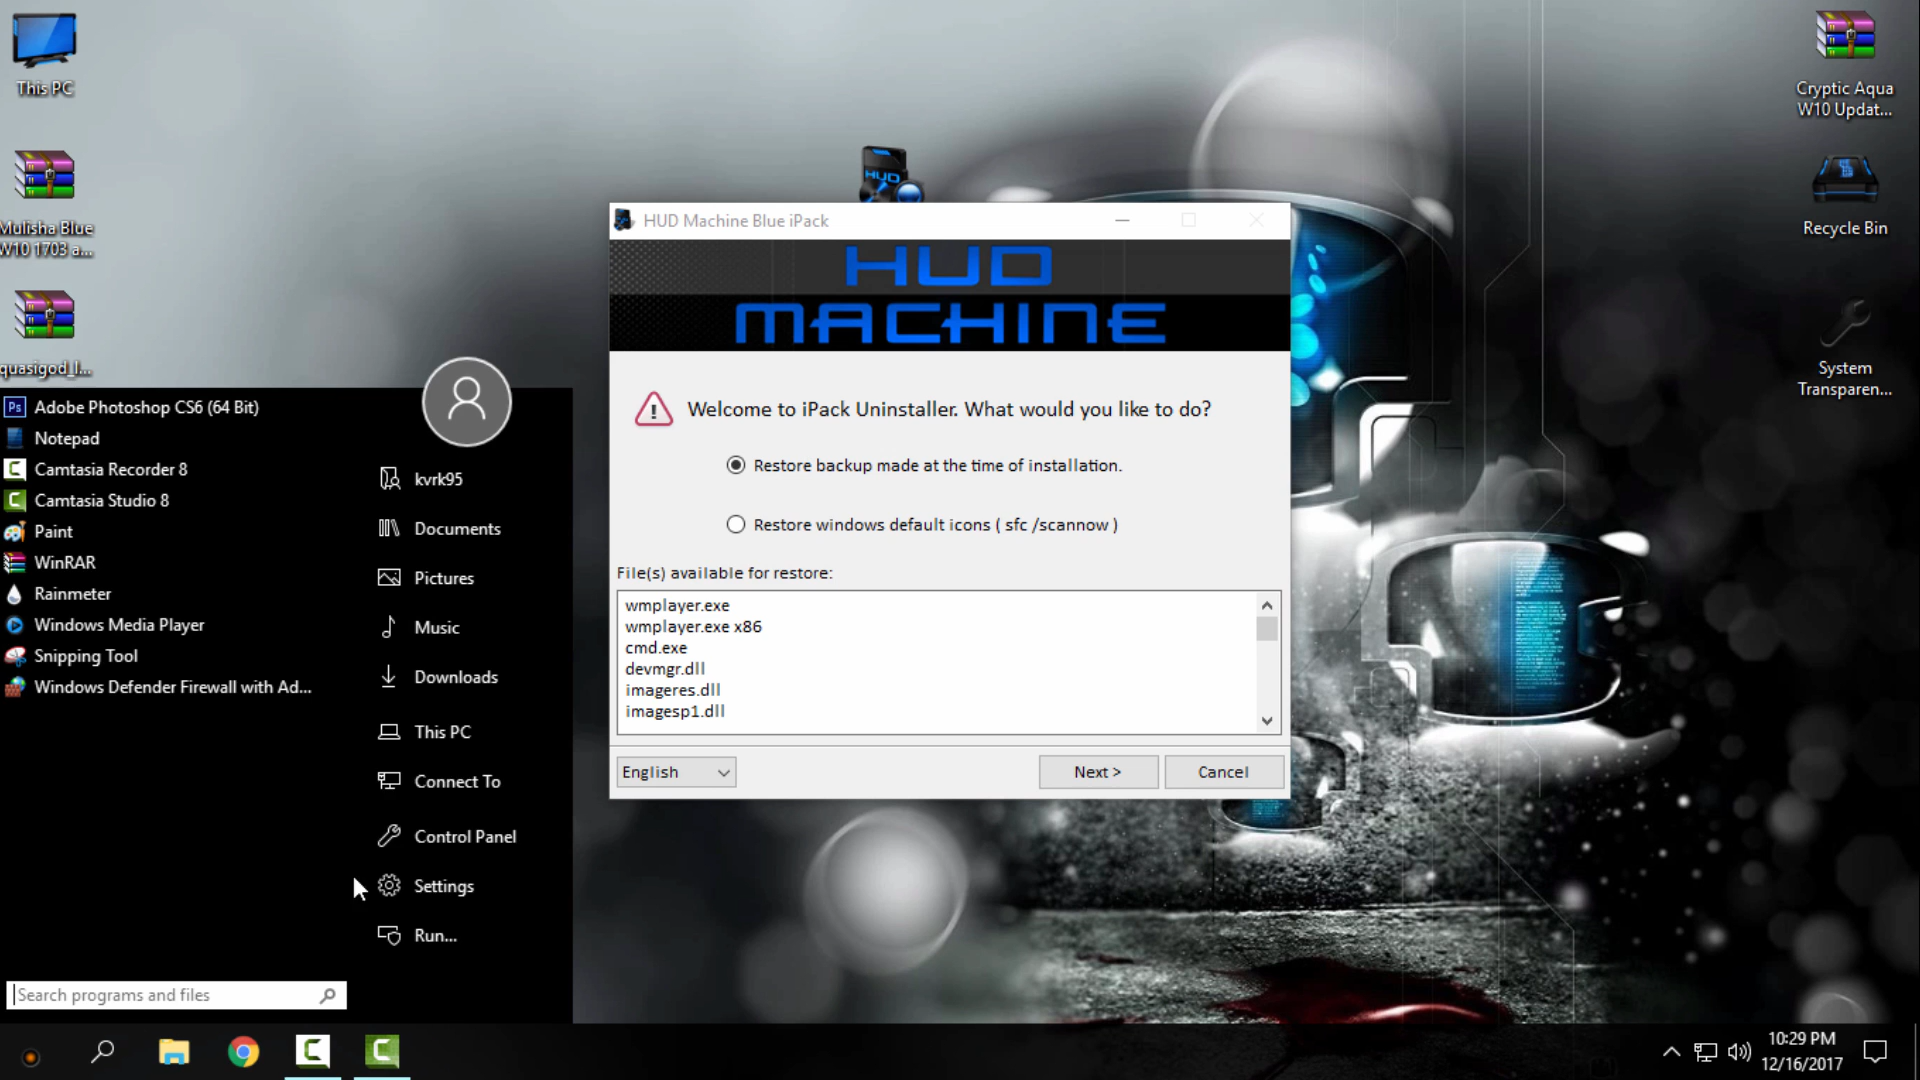 This PC
Mulisha Blue
W10 1703 a...
quasigod_I...
Cryptic Aqua
W10 Updat...
Recycle Bin
System
Transparen...
HUD
HUD Machine Blue iPack
HUD
MACHINE
Welcome to iPack Uninstaller. What would you like to do?
Restore backup made at the time of installation.
Restore windows default icons ( sfc /scannow )
File(s) available for restore:
wmplayer.exe
wmplayer.exe x86
cmd.exe
devmgr.dll
imageres.dll
imagesp1.dll
English
Next >
Cancel
Ps
Adobe Photoshop CS6 (64 Bit)
Notepad
Camtasia Recorder 8
Camtasia Studio 8
Paint
WinRAR
Rainmeter
Windows Media Player
Snipping Tool
Windows Defender Firewall with Ad...
kvrk95
Documents
Pictures
Music
Downloads
This PC
Connect To
Control Panel
Settings
Run...
Search programs and files
10:29 PM
12/16/2017